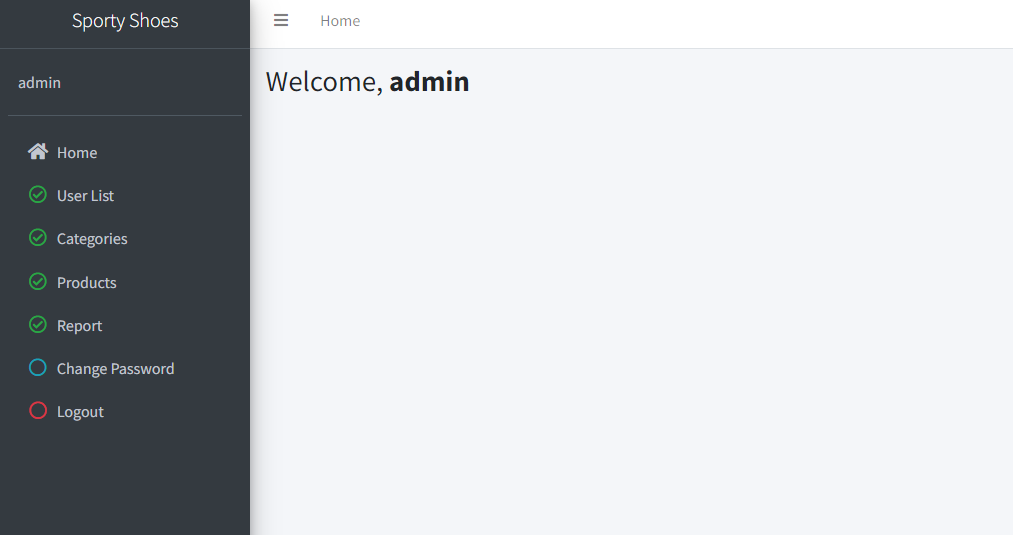 Sporty Shoes
admin
Home
User List
Categories
Products
Report
Change Password
Logout
Home
Welcome, admin